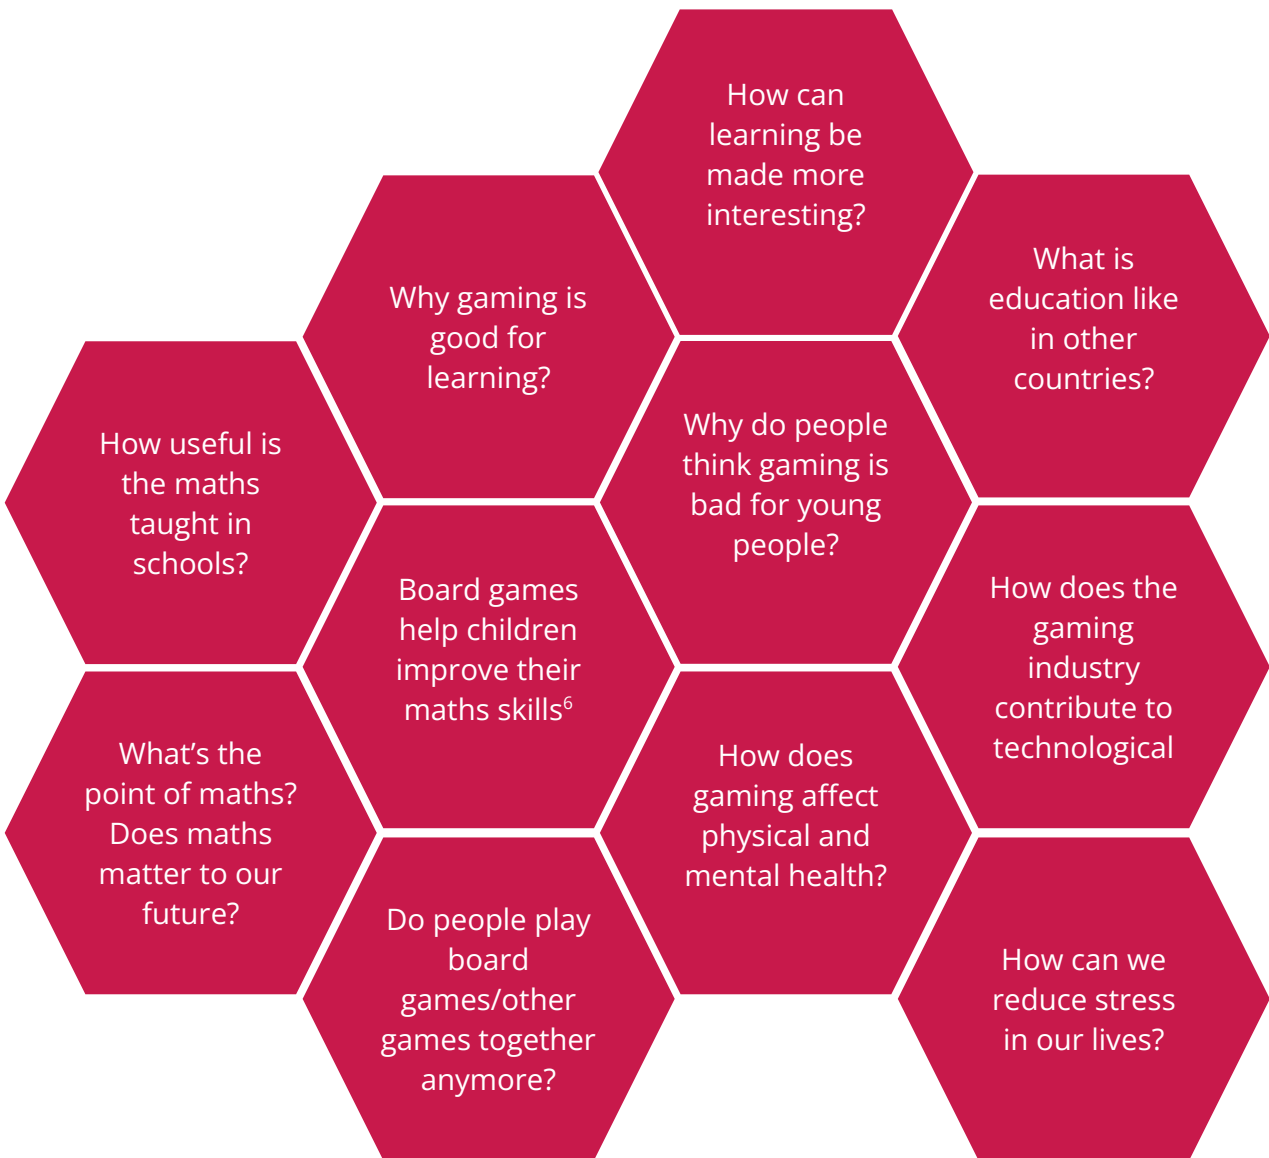 How can
learning be
made more
interesting?
What is
education like
in other
countries?
Why gaming is
good for
learning?
Why do people
think gaming is
bad for young
people?
How useful is
the maths
taught in
schools?
Board games
help children
improve their
maths skills⁶
How does the
gaming
industry
contribute to
technological
What's the
point of maths?
Does maths
matter to our
future?
How does
gaming affect
physical and
mental health?
Do people play
board
games/other
games together
anymore?
How can we
reduce stress
in our lives?